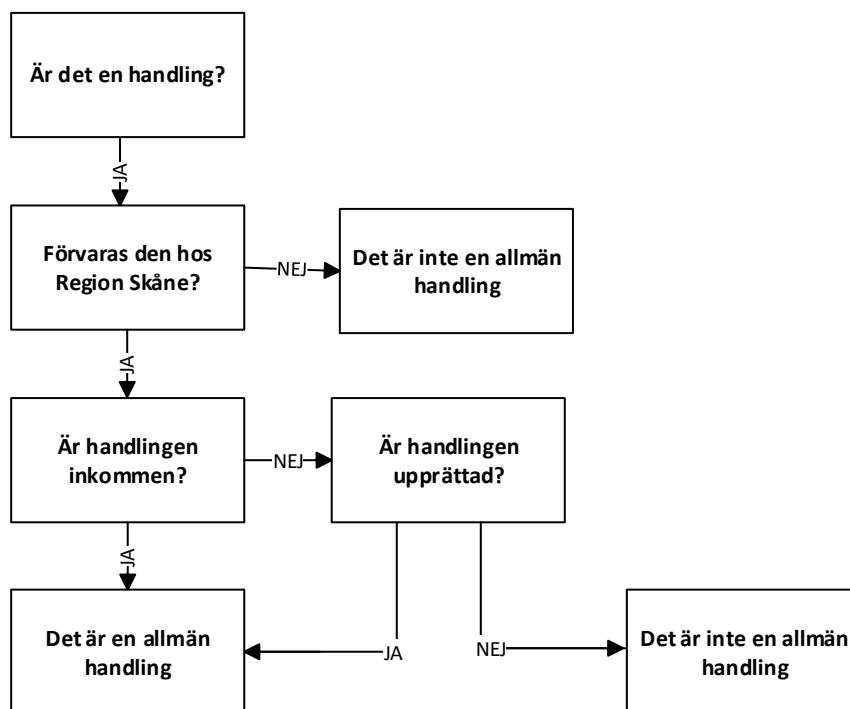 Är det en handling?
JA
Förvaras den hos
Region Skåne?
NEJ
Det är inte en allmän
handling
JA
Är handlingen
inkommen?
NEJ
Är handlingen
upprättad?
JA
Det är en allmän
handling
JA
NEJ
Det är inte en allmän
handling